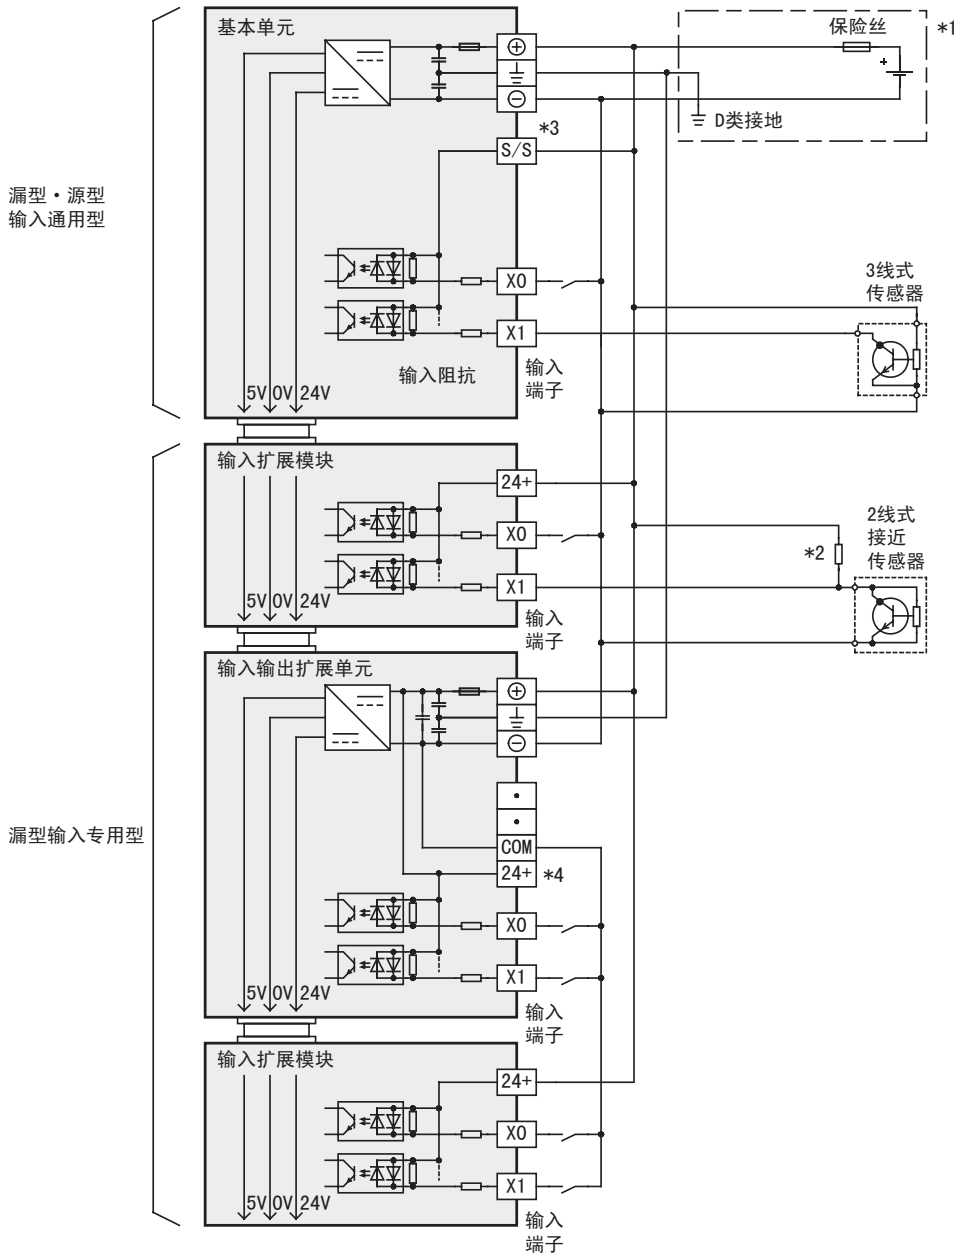 基本单元
保险丝
*1
+
⊕
⏚
⊖
D类接地
*3
S/S
漏型・源型
输入通用型
X0
3线式
传感器
X1
输入阻抗
输入
端子
5V 0V 24V
输入扩展模块
24+
X0
2线式
接近
传感器
*2
X1
5V 0V 24V
输入
端子
输入输出扩展单元
⊕
⏚
⊖
•
•
漏型输入专用型
COM
24+
*4
X0
X1
5V 0V 24V
输入
端子
输入扩展模块
24+
X0
X1
5V 0V 24V
输入
端子